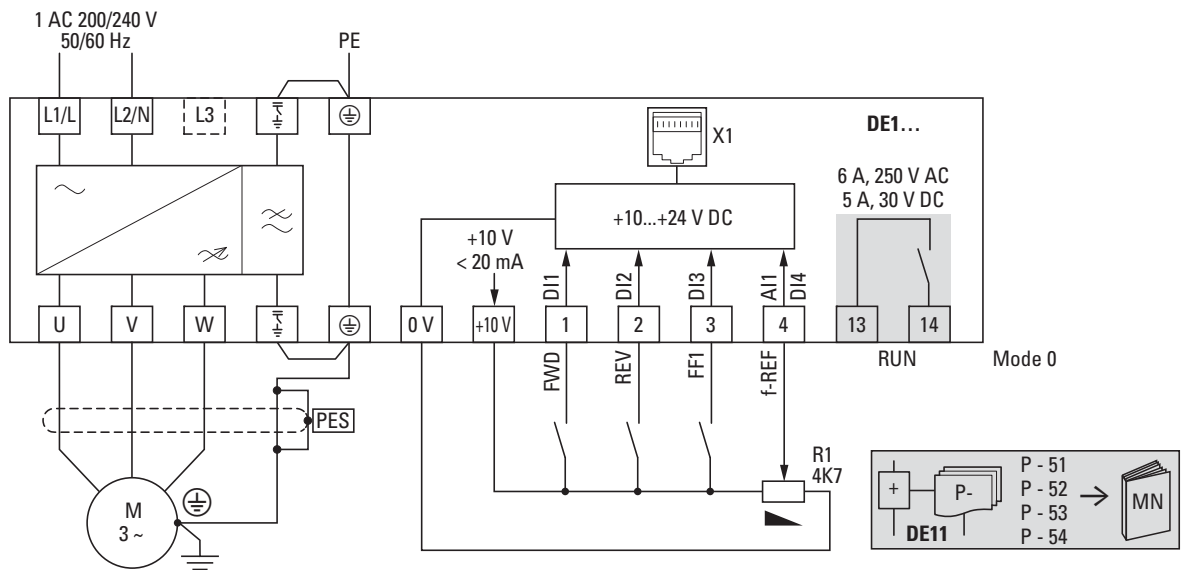 1 AC 200/240 V
50/60 Hz
PE
L1/L
L2/N
L3
X1
DE1...
6 A, 250 V AC
5 A, 30 V DC
+10...+24 V DC
+10 V
< 20 mA
DI1
DI2
DI3
AI1
DI4
U
V
W
0 V
+10 V
1
2
3
4
13
14
FWD
REV
FF1
f-REF
RUN
Mode 0
PES
R1
4K7
M
3 ~
+
P-
DE11
P - 51
P - 52
P - 53
P - 54
MN